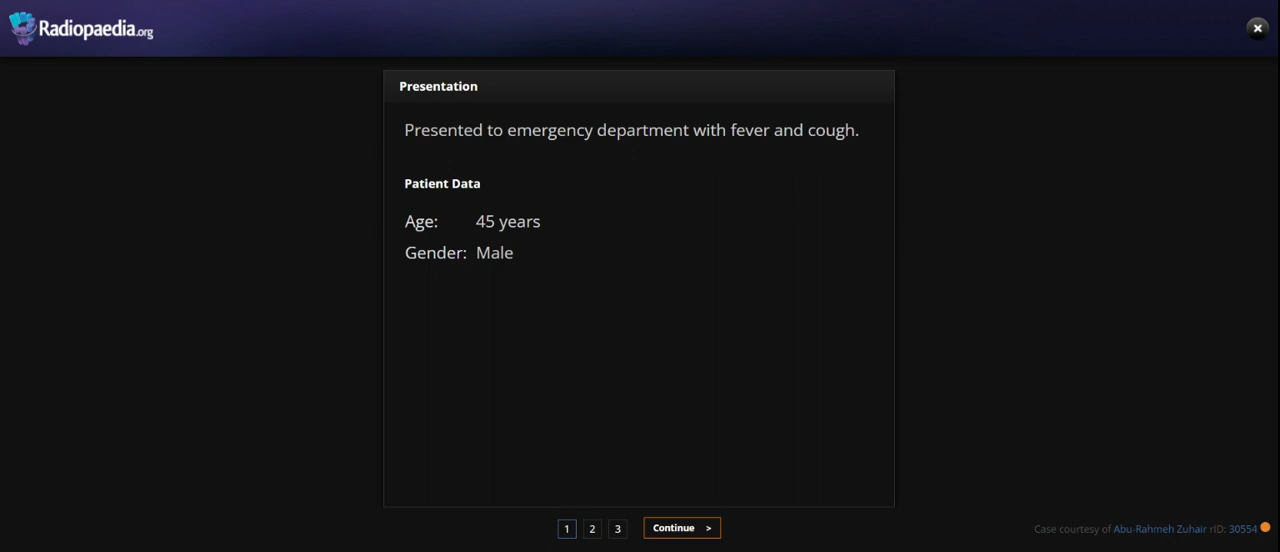 Radiopaedia.org
Presentation
Presented to emergency department with fever and cough.
Patient Data
Age: 45 years
Gender: Male
1 2 3 Continue >
Case courtesy of Abu-Rahmeh Zuhair rID: 30554